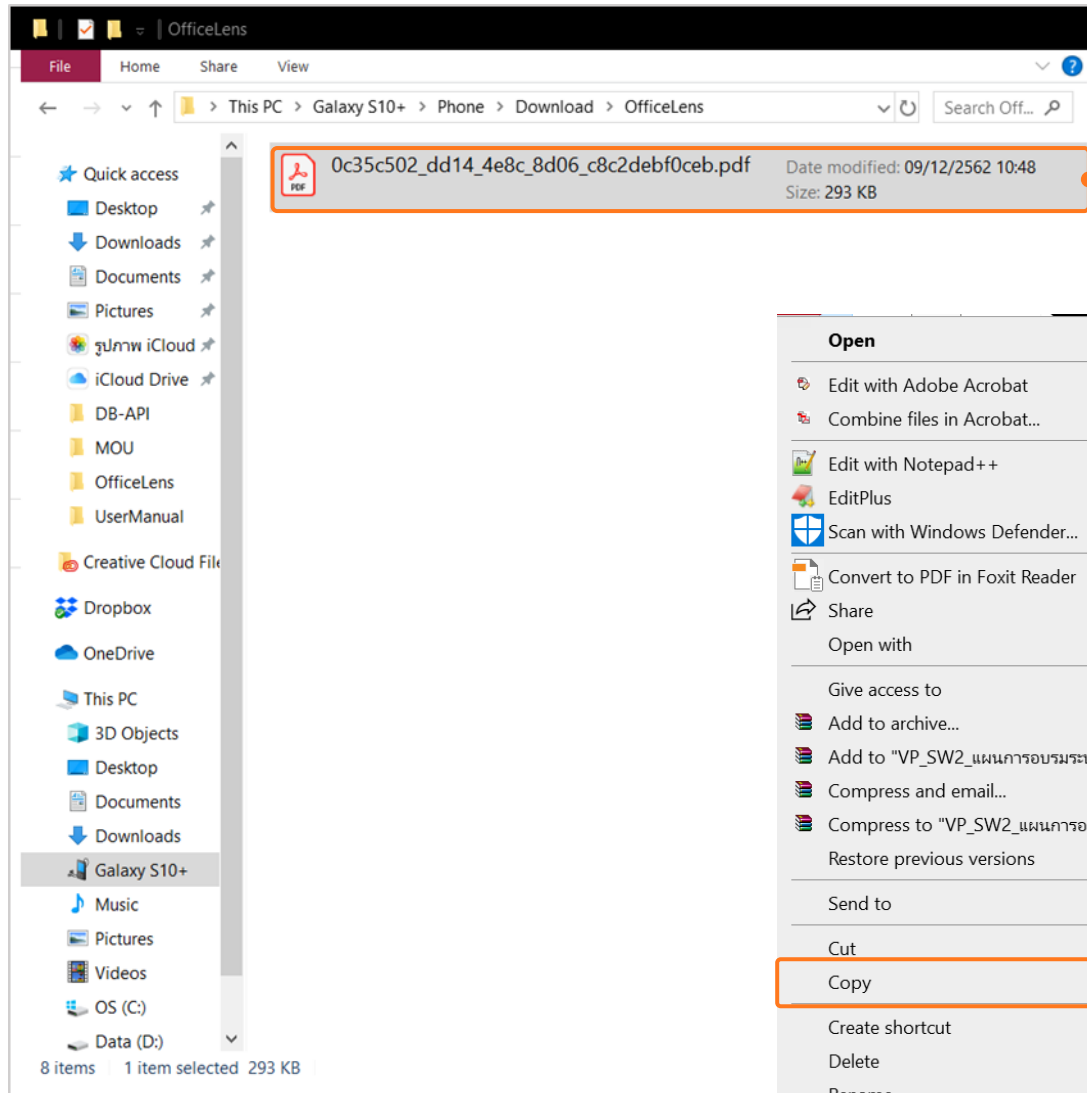 OfficeLens
File Home Share View
This PC > Galaxy S10+ > Phone > Download > OfficeLens
Search Off...
Quick access
Desktop
Downloads
Documents
Pictures
รูปภาพ iCloud
iCloud Drive
DB-API
MOU
OfficeLens
UserManual
Creative Cloud File
Dropbox
OneDrive
This PC
3D Objects
Desktop
Documents
Downloads
Galaxy S10+
Music
Pictures
Videos
OS (C:)
Data (D:)
8 items 1 item selected 293 KB
PDF
0c35c502_dd14_4e8c_8d06_c8c2debf0ceb.pdf
Date modified: 09/12/2562 10:48
Size: 293 KB
Open
Edit with Adobe Acrobat
Combine files in Acrobat...
Edit with Notepad++
EditPlus
Scan with Windows Defender...
Convert to PDF in Foxit Reader
Share
Open with
Give access to
Add to archive...
Add to "VP_SW2_แผนการอบรมระ
Compress and email...
Compress to "VP_SW2_แผนการอ
Restore previous versions
Send to
Cut
Copy
Create shortcut
Delete